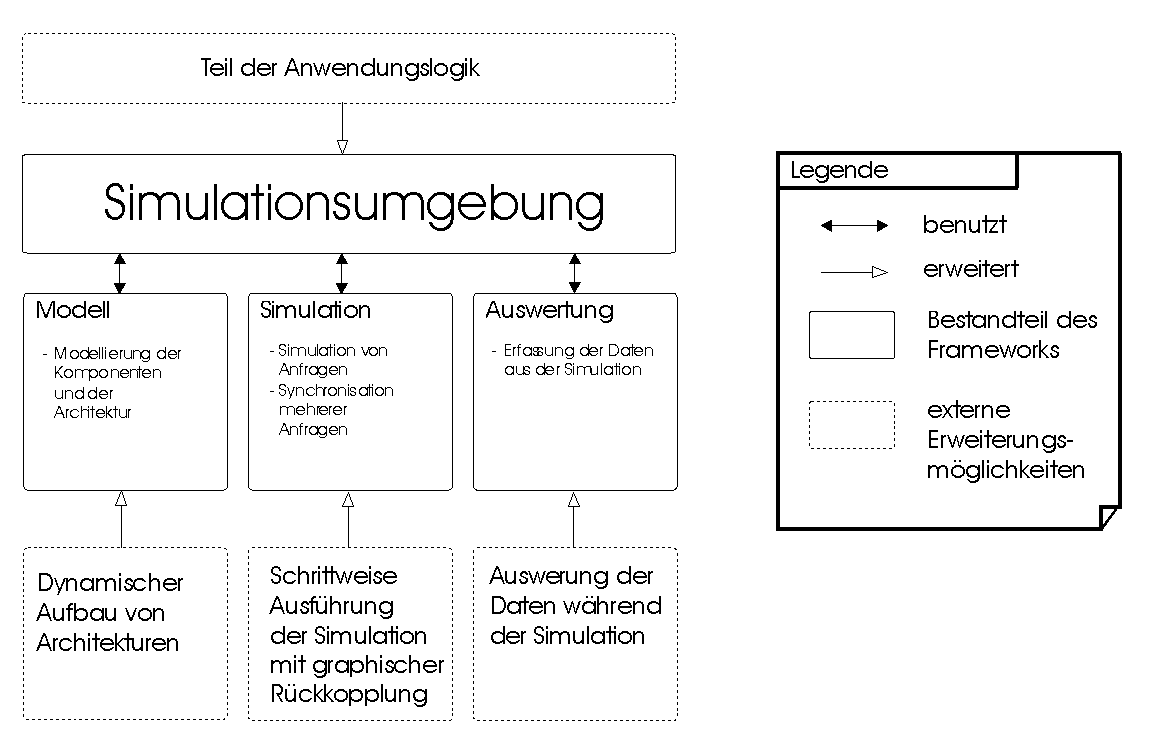 Teil der Anwendungslogik
Simulationsumgebung
Modell
- Modellierung der
Komponenten
und der
Architektur
Simulation
- Simulation von
Anfragen
- Synchronisation
mehrerer
Anfragen
Auswertung
- Erfassung der Daten
aus der Simulation
Dynamischer
Aufbau von
Architekturen
Schrittweise
Ausführung
der Simulation
mit graphischer
Rückkopplung
Auswerung der
Daten während
der Simulation
Legende
benutzt
erweitert
Bestandteil des
Frameworks
externe
Erweiterungs-
möglichkeiten